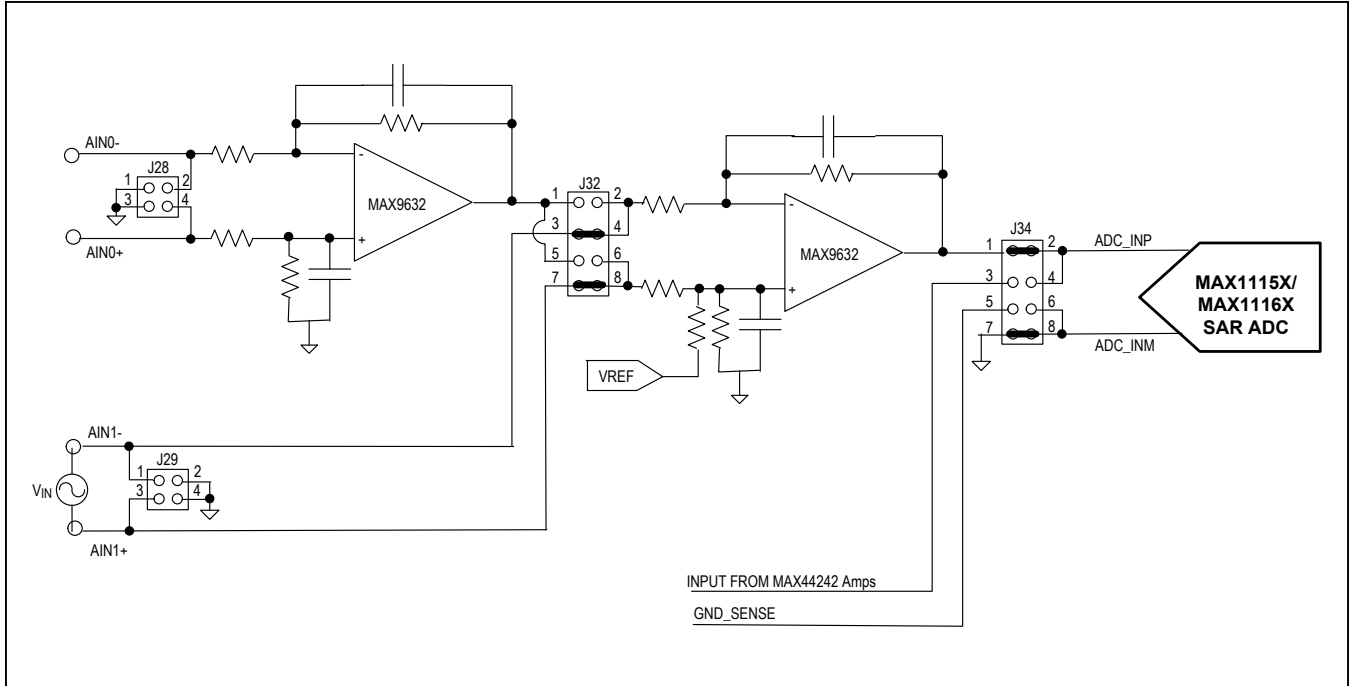 AIN0-
J28
1 2
3 4
AIN0+
-
MAX9632
+
J32
1 2
3 4
5 6
7 8
-
MAX9632
+
VREF
J34
1 2
3 4
5 6
7 8
ADC_INP
ADC_INM
MAX1115X/
MAX1116X
SAR ADC
AIN1-
J29
1 2
3 4
VIN
AIN1+
INPUT FROM MAX44242 Amps
GND_SENSE